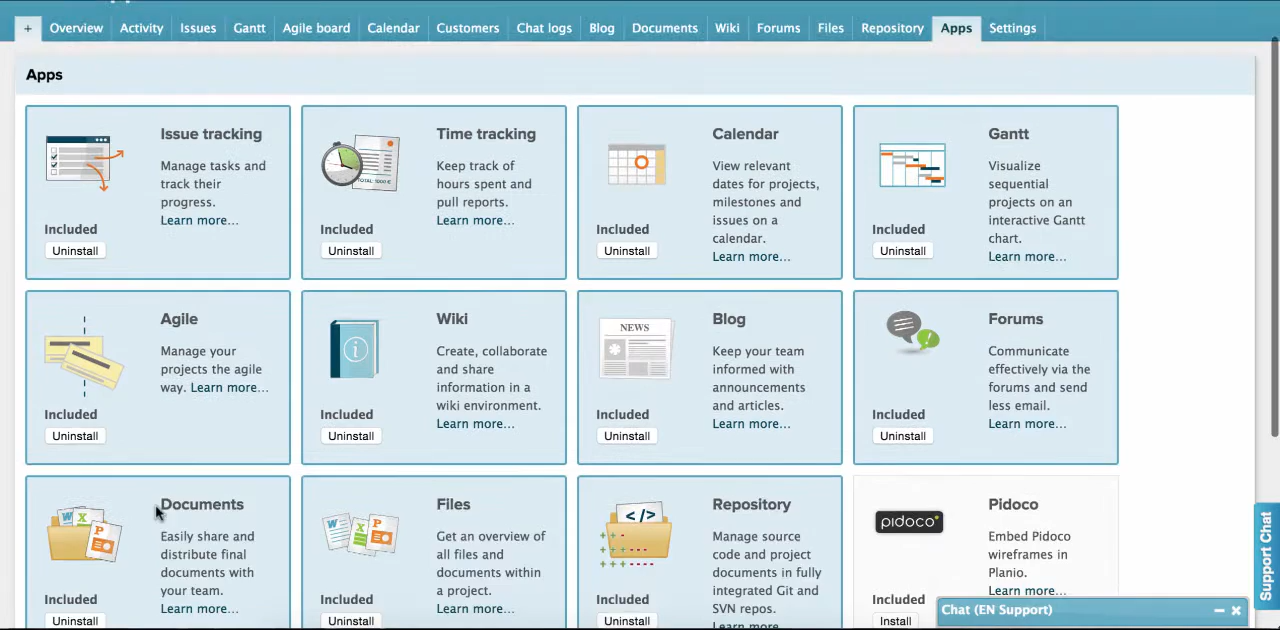 + Overview Activity Issues Gantt Agile board Calendar Customers Chat logs Blog Documents Wiki Forums Files Repository Apps Settings
Apps
Issue tracking
Manage tasks and
track their
progress.
Learn more...
Included
Uninstall
Time tracking
Keep track of
hours spent and
pull reports.
Learn more...
TOTAL: 1000 €
Included
Uninstall
Calendar
View relevant
dates for projects,
milestones and
issues on a
calendar.
Learn more...
Included
Uninstall
Gantt
Visualize
sequential
projects on an
interactive Gantt
chart.
Learn more...
Included
Uninstall
Agile
Manage your
projects the agile
way. Learn more...
Included
Uninstall
Wiki
Create, collaborate
and share
information in a
wiki environment.
Learn more...
i
Included
Uninstall
Blog
Keep your team
informed with
announcements
and articles.
Learn more...
NEWS
Included
Uninstall
Forums
Communicate
effectively via the
forums and send
less email.
Learn more...
!
Included
Uninstall
Documents
Easily share and
distribute final
documents with
your team.
Learn more...
W X P
Included
Uninstall
Files
Get an overview of
all files and
documents within
a project.
Learn more...
W X P
Included
Uninstall
Repository
Manage source
code and project
documents in fully
integrated Git and
SVN repos.
Learn more...
</>
Included
Uninstall
Pidoco
Embed Pidoco
wireframes in
Planio.
Learn more...
pidoco
Included
Install
Support Chat
Chat (EN Support)